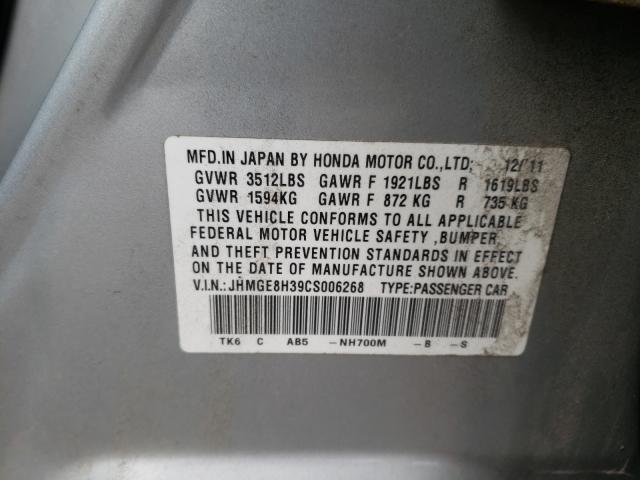 MFD.IN JAPAN BY HONDA MOTOR CO.,LTD; 12/11
GVWR 3512LBS GAWR F 1921LBS R 1619LBS
GVWR 1594KG GAWR F 872 KG R 735 KG
THIS VEHICLE CONFORMS TO ALL APPLICABLE
FEDERAL MOTOR VEHICLE SAFETY ,BUMPER,
AND THEFT PREVENTION STANDARDS IN EFFECT
ON THE DATE OF MANUFACTURE SHOWN ABOVE.
V.I.N.: JHMGE8H39CS006268 TYPE:PASSENGER CAR
TK6 C AB5 -NH700M -B -S